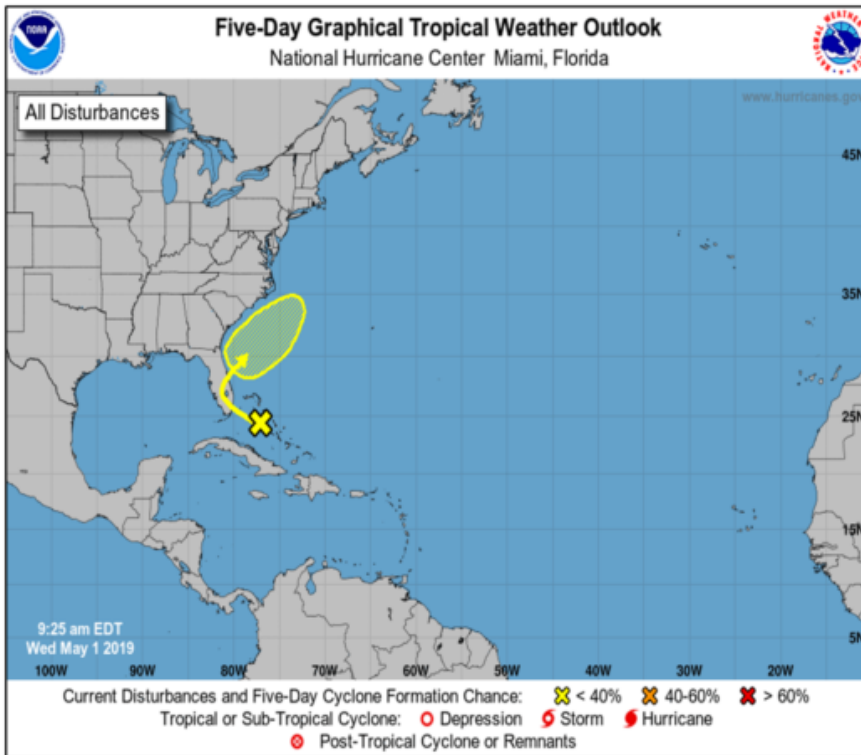 Five-Day Graphical Tropical Weather Outlook
National Hurricane Center Miami, Florida
NOAA
All Disturbances
www.hurricanes.gov
45N
35N
25N
15N
5N
9:25 am EDT
Wed May 1 2019
100W 90W 80W 70W 60W 50W 40W 30W 20W
Current Disturbances and Five-Day Cyclone Formation Chance: < 40% 40-60% > 60%
Tropical or Sub-Tropical Cyclone: Depression Storm Hurricane
Post-Tropical Cyclone or Remnants